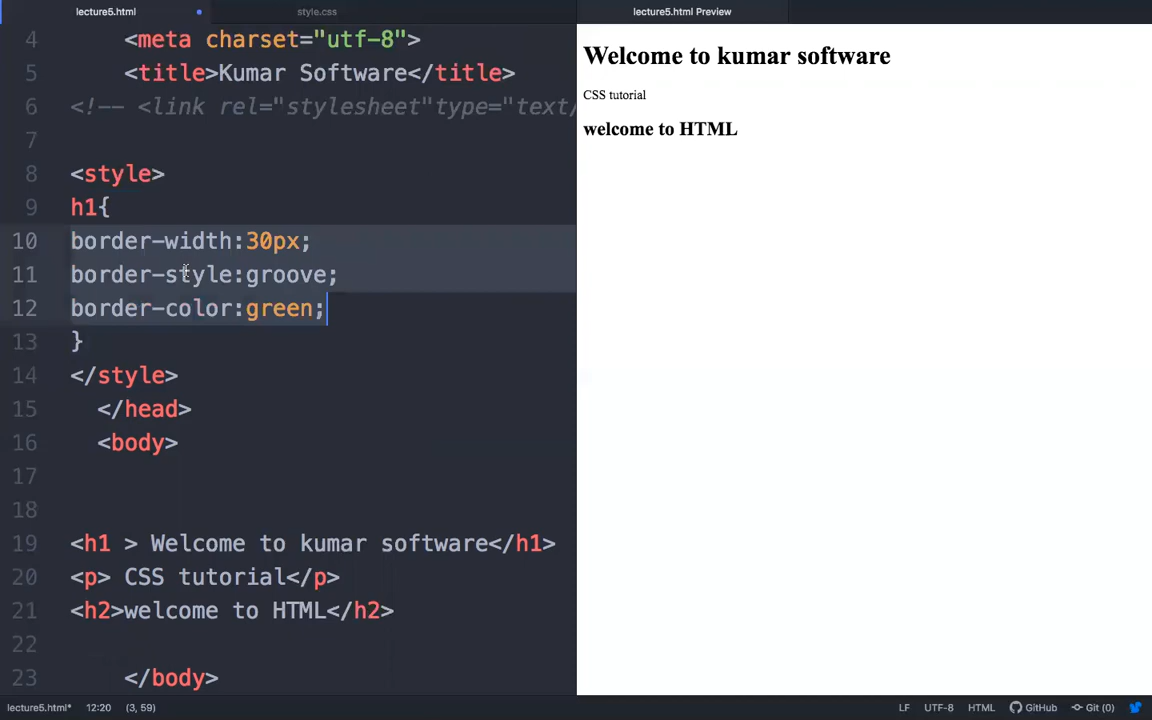 lecture5.html
style.css
lecture5.html Preview
4 <meta charset="utf-8">
5 <title>Kumar Software</title>
6 <!-- <link rel="stylesheet"type="text/
7
8 <style>
9 h1{
10 border-width:30px;
11 border-style:groove;
12 border-color:green;
13 }
14 </style>
15 </head>
16 <body>
17
18
19 <h1 > Welcome to kumar software</h1>
20 <p> CSS tutorial</p>
21 <h2>welcome to HTML</h2>
22
23 </body>
Welcome to kumar software
CSS tutorial
welcome to HTML
lecture5.html* 12:20 (3, 59)
LF UTF-8 HTML GitHub Git (0)